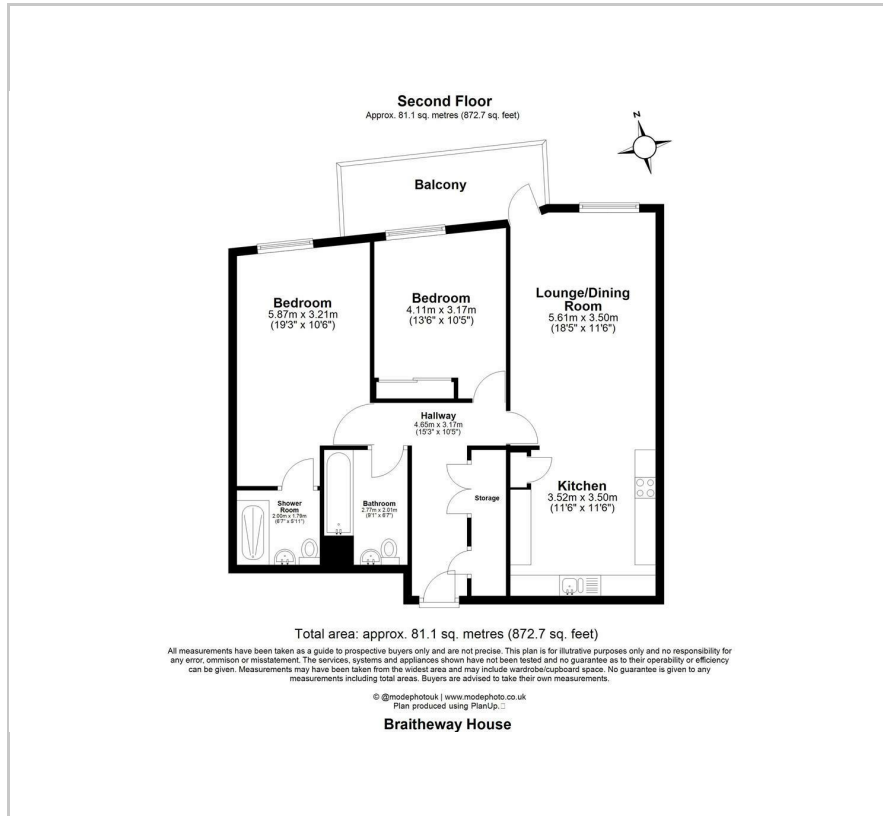 Second Floor
Approx. 81.1 sq. metres (872.7 sq. feet)
N
Balcony
Bedroom
5.87m x 3.21m
(19'3" x 10'6")
Bedroom
4.11m x 3.17m
(13'6" x 10'5")
Lounge/Dining
Room
5.61m x 3.50m
(18'5" x 11'6")
Hallway
4.65m x 3.17m
(15'3" x 10'5")
Shower
Room
2.00m x 1.79m
(6'7" x 5'11")
Bathroom
2.77m x 2.01m
(9'1" x 6'7")
Storage
Kitchen
3.52m x 3.50m
(11'6" x 11'6")
Total area: approx. 81.1 sq. metres (872.7 sq. feet)
All measurements have been taken as a guide to prospective buyers only and are not precise. This plan is for illutrative purposes only and no responsibility for
any error, ommison or misstatement. The services, systems and appliances shown have not been tested and no guarantee as to their operability or efficiency
can be given. Measurements may have been taken from the widest area and may include wardrobe/cupboard space. No guarantee is given to any
measurements including total areas. Buyers are advised to take their own measurements.
© @modephotouk | www.modephoto.co.uk
Plan produced using PlanUp.
Braitheway House